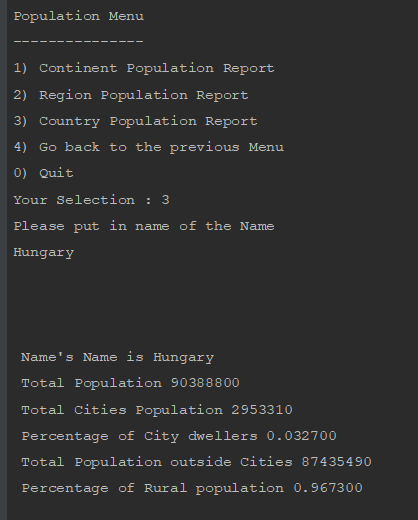 Population Menu
---------------
1) Continent Population Report
2) Region Population Report
3) Country Population Report
4) Go back to the previous Menu
0) Quit
Your Selection : 3
Please put in name of the Name
Hungary
Name's Name is Hungary
Total Population 90388800
Total Cities Population 2953310
Percentage of City dwellers 0.032700
Total Population outside Cities 87435490
Percentage of Rural population 0.967300